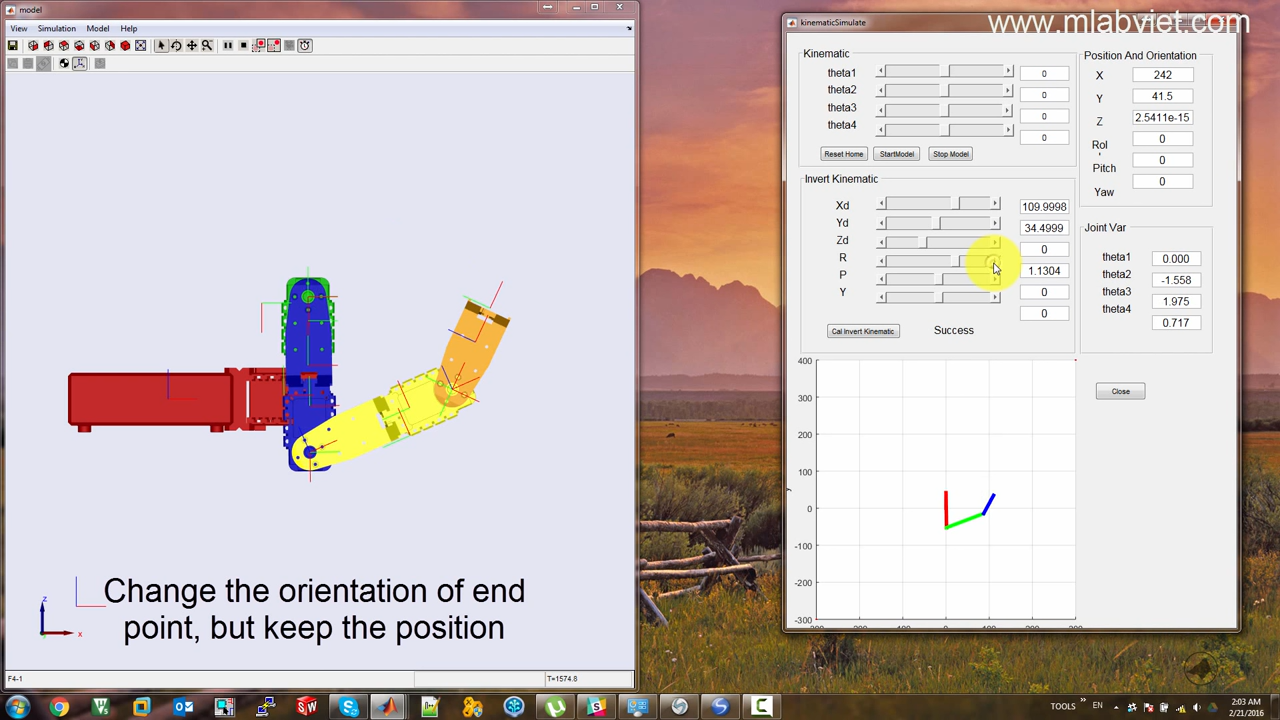 model
View Simulation Model Help
Change the orientation of end
point, but keep the position
z
x
F4-1
T=1574.8
www.mlabviet.com
kinematicSimulate
Kinematic
theta1 0
theta2 0
theta3 0
theta4 0
Reset Home StartModel Stop Model
Invert Kinematic
Xd 109.9998
Yd 34.4999
Zd 0
R 1.1304
P 0
Y 0
Cal Invert Kinematic Success
Position And Orientation
X 242
Y 41.5
Z 2.5411e-15
Rol 0
'
Pitch 0
Yaw 0
Joint Var
theta1 0.000
theta2 -1.558
theta3 1.975
theta4 0.717
Close
400
300
200
100
0
-100
-200
-300
y
TOOLS
EN
2:03 AM
2/21/2016